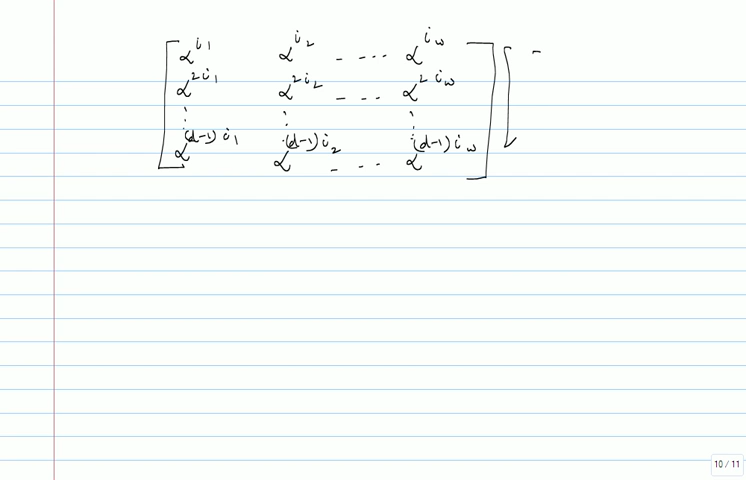 α^{i_1} α^{i_2} - - - - α^{i_w}
α^{2i_1} α^{2i_2} - - - α^{2i_w}
⋮ ⋮ ⋮
α^{(d-1)i_1} α^{(d-1)i_2} - - - α^{(d-1)i_w}
10 / 11